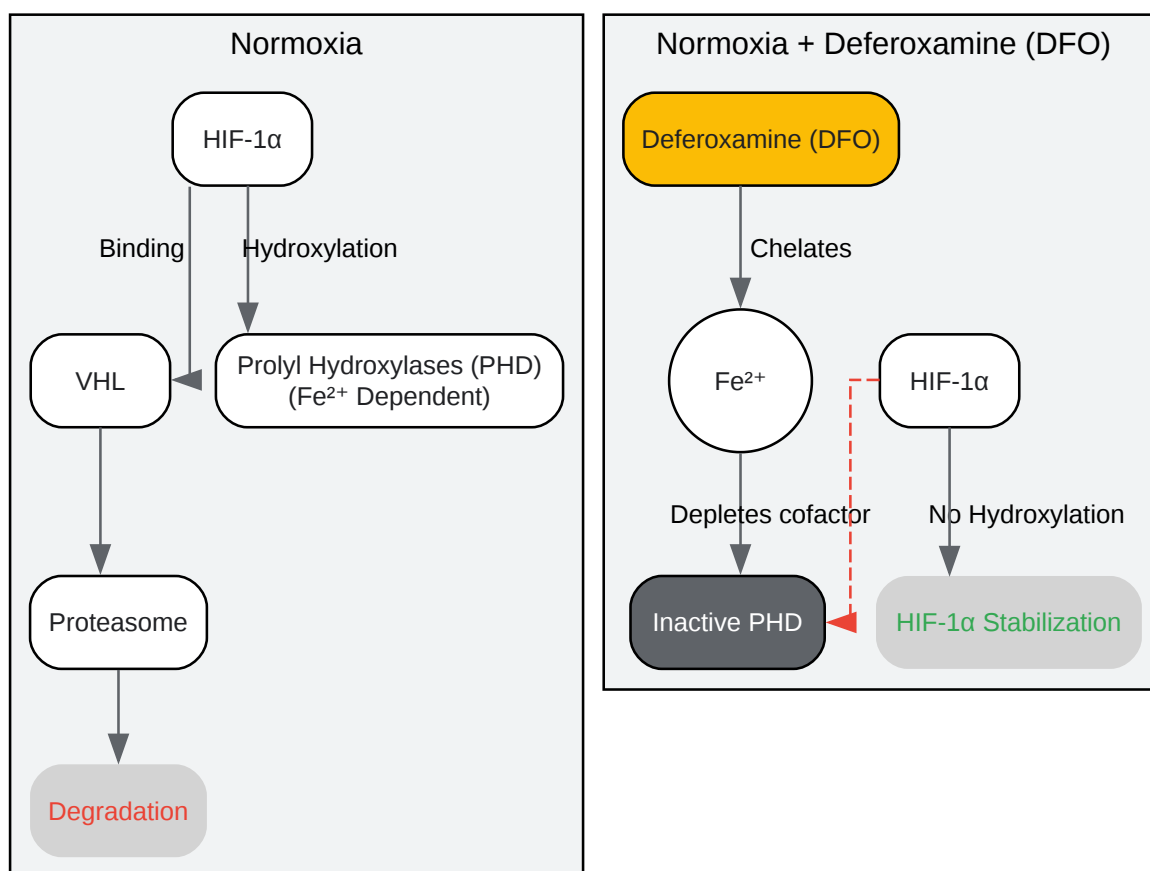 Normoxia
HIF-1α
Binding
Hydroxylation
VHL
Prolyl Hydroxylases (PHD)
(Fe²⁺ Dependent)
Proteasome
Degradation
Normoxia + Deferoxamine (DFO)
Deferoxamine (DFO)
Chelates
Fe²⁺
HIF-1α
Depletes cofactor
No Hydroxylation
Inactive PHD
HIF-1α Stabilization